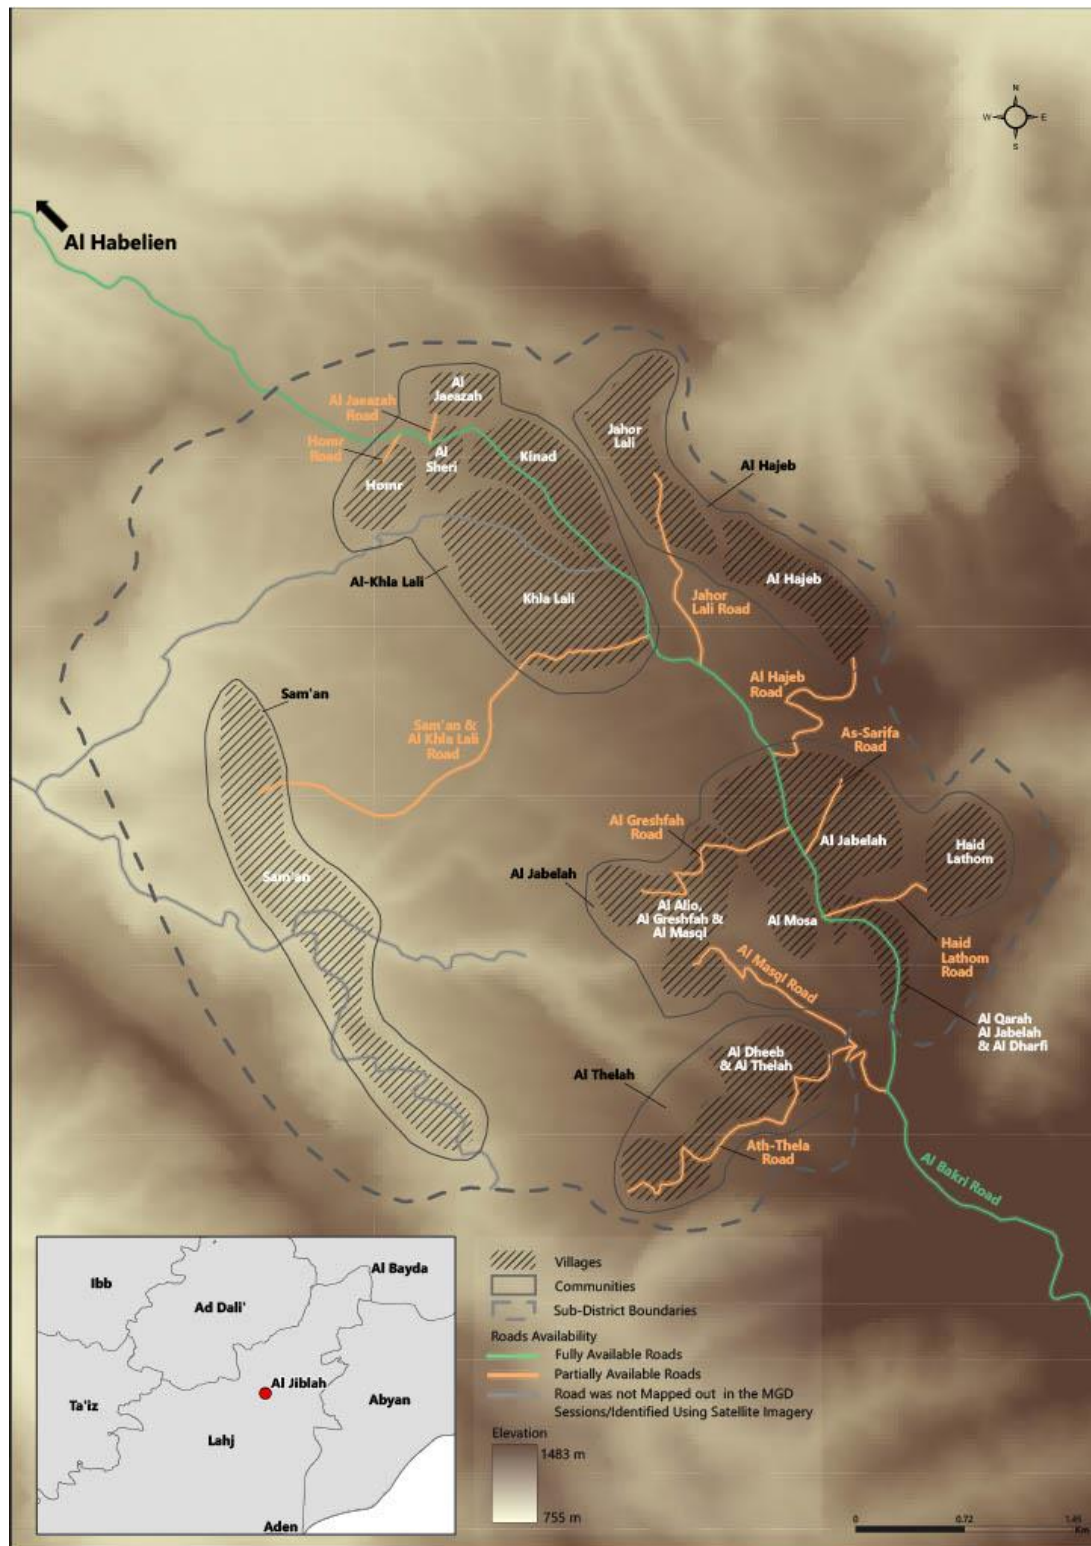 N
W
E
S
Al Habelien
Al
Jaeazah
Al Jaeazah
Road
Homr
Road
Al
Sheri
Kinad
Homr
Jahor
Lali
Al Hajeb
Al Hajeb
Al-Khla Lali
Khla Lali
Jahor
Lali Road
Al Hajeb
Road
Sam'an
Sam'an &
Al Khla Lali
Road
As-Sarifa
Road
Al Greshfah
Road
Al Jabelah
Haid
Lathom
Al Jabelah
Sam'an
Al Alio,
Al Greshfah &
Al Masql
Al Mosa
Haid
Lathom
Road
Al Masql Road
Al Qarah
Al Jabelah
& Al Dharfi
Al Dheeb
& Al Thelah
Al Thelah
Ath-Thela
Road
Al Bakri Road
Ibb
Al Bayda
Ad Dali'
Al Jiblah
Ta'iz
Abyan
Lahj
Aden
Villages
Communities
Sub-District Boundaries
Roads Availability
Fully Available Roads
Partially Available Roads
Road was not Mapped out in the MGD
Sessions/Identified Using Satellite Imagery
Elevation
1483 m
755 m
0
0.72
1.45
Km